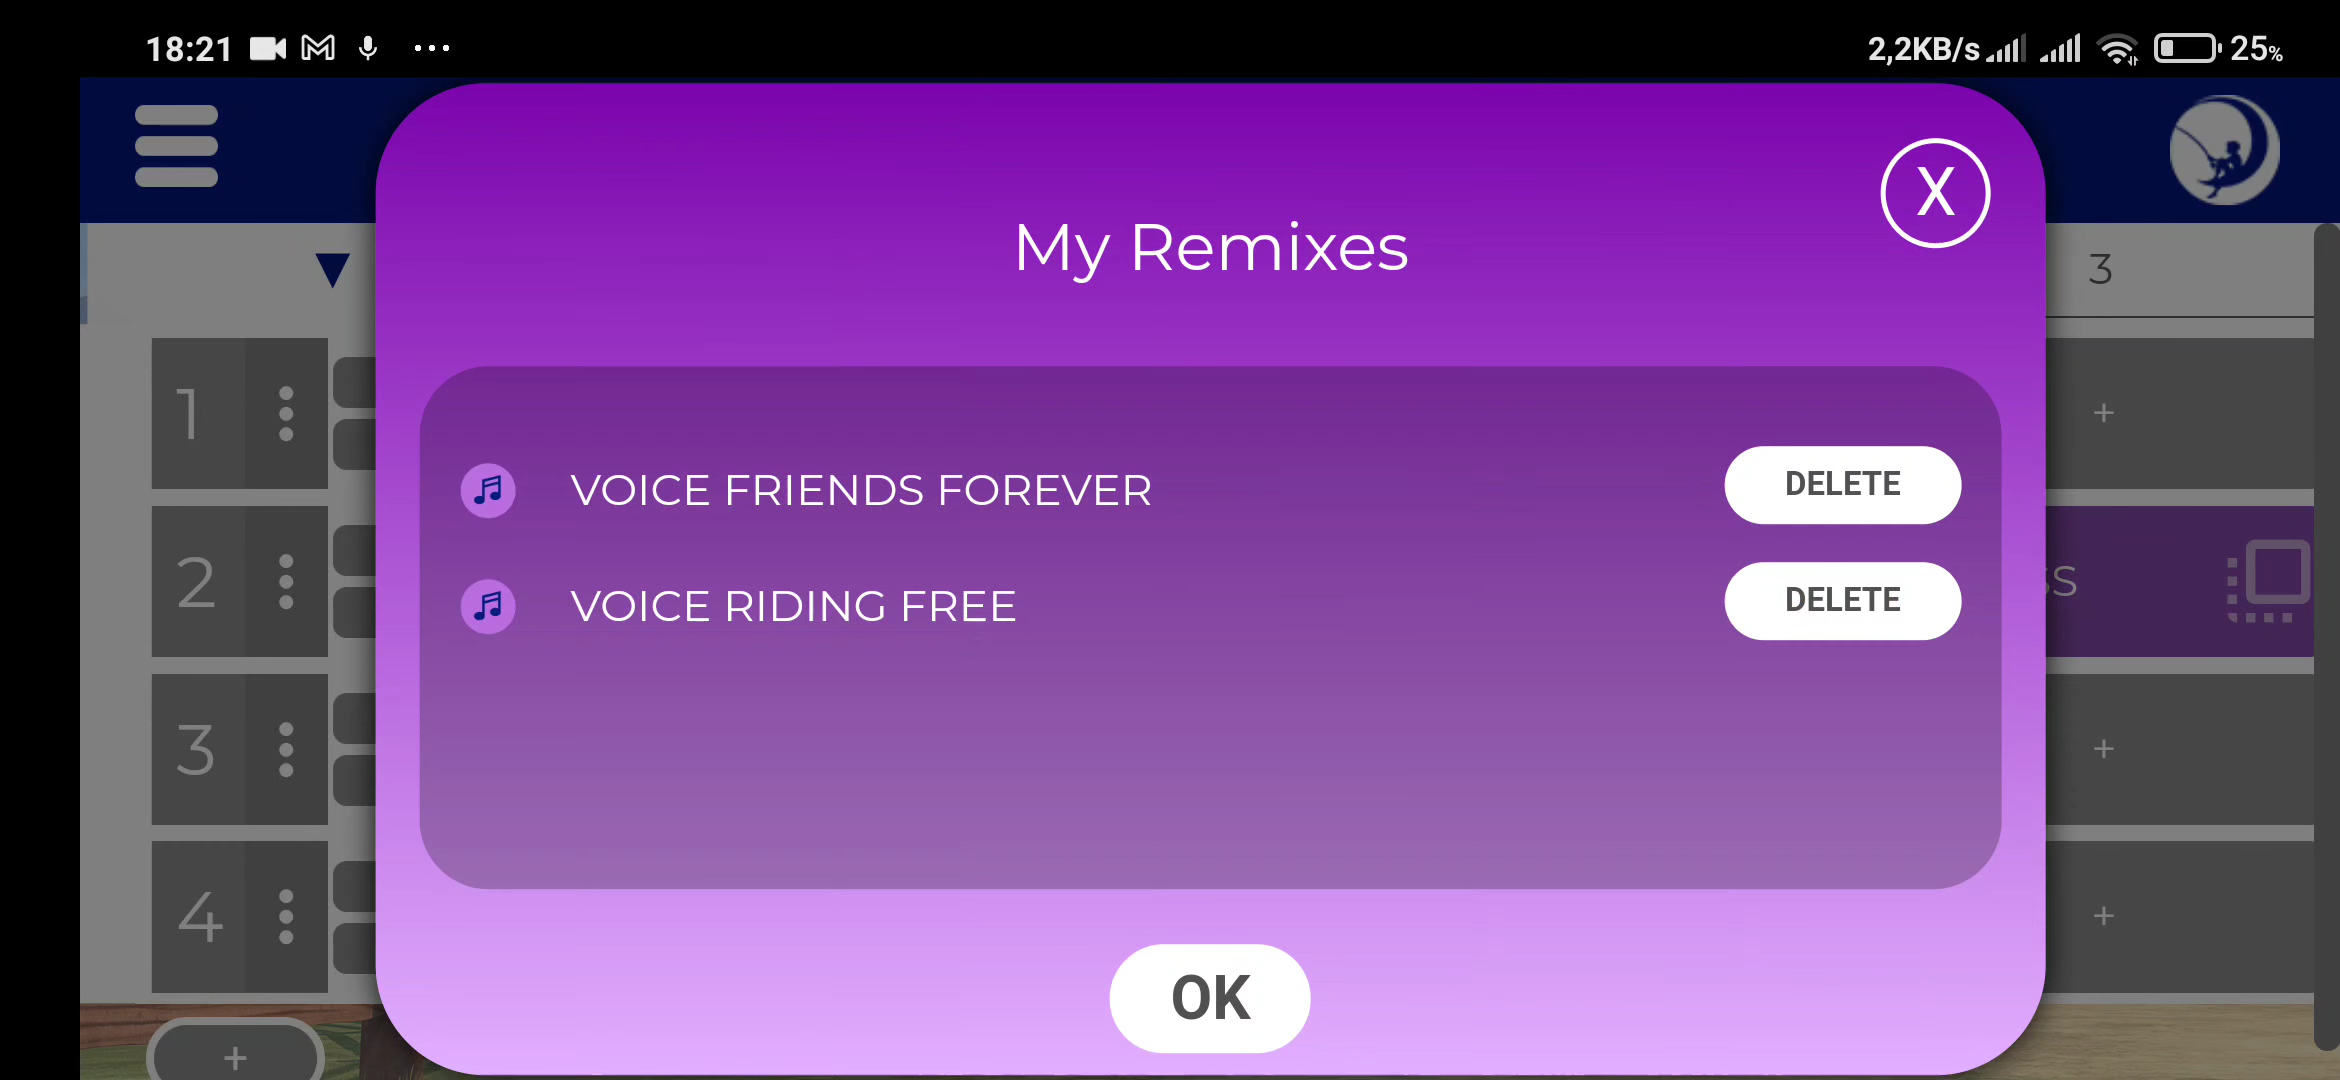 18:21 2,2KB/s 25%
X
My Remixes
3
1 +
VOICE FRIENDS FOREVER DELETE
2
VOICE RIDING FREE DELETE
3 +
4 +
OK
+